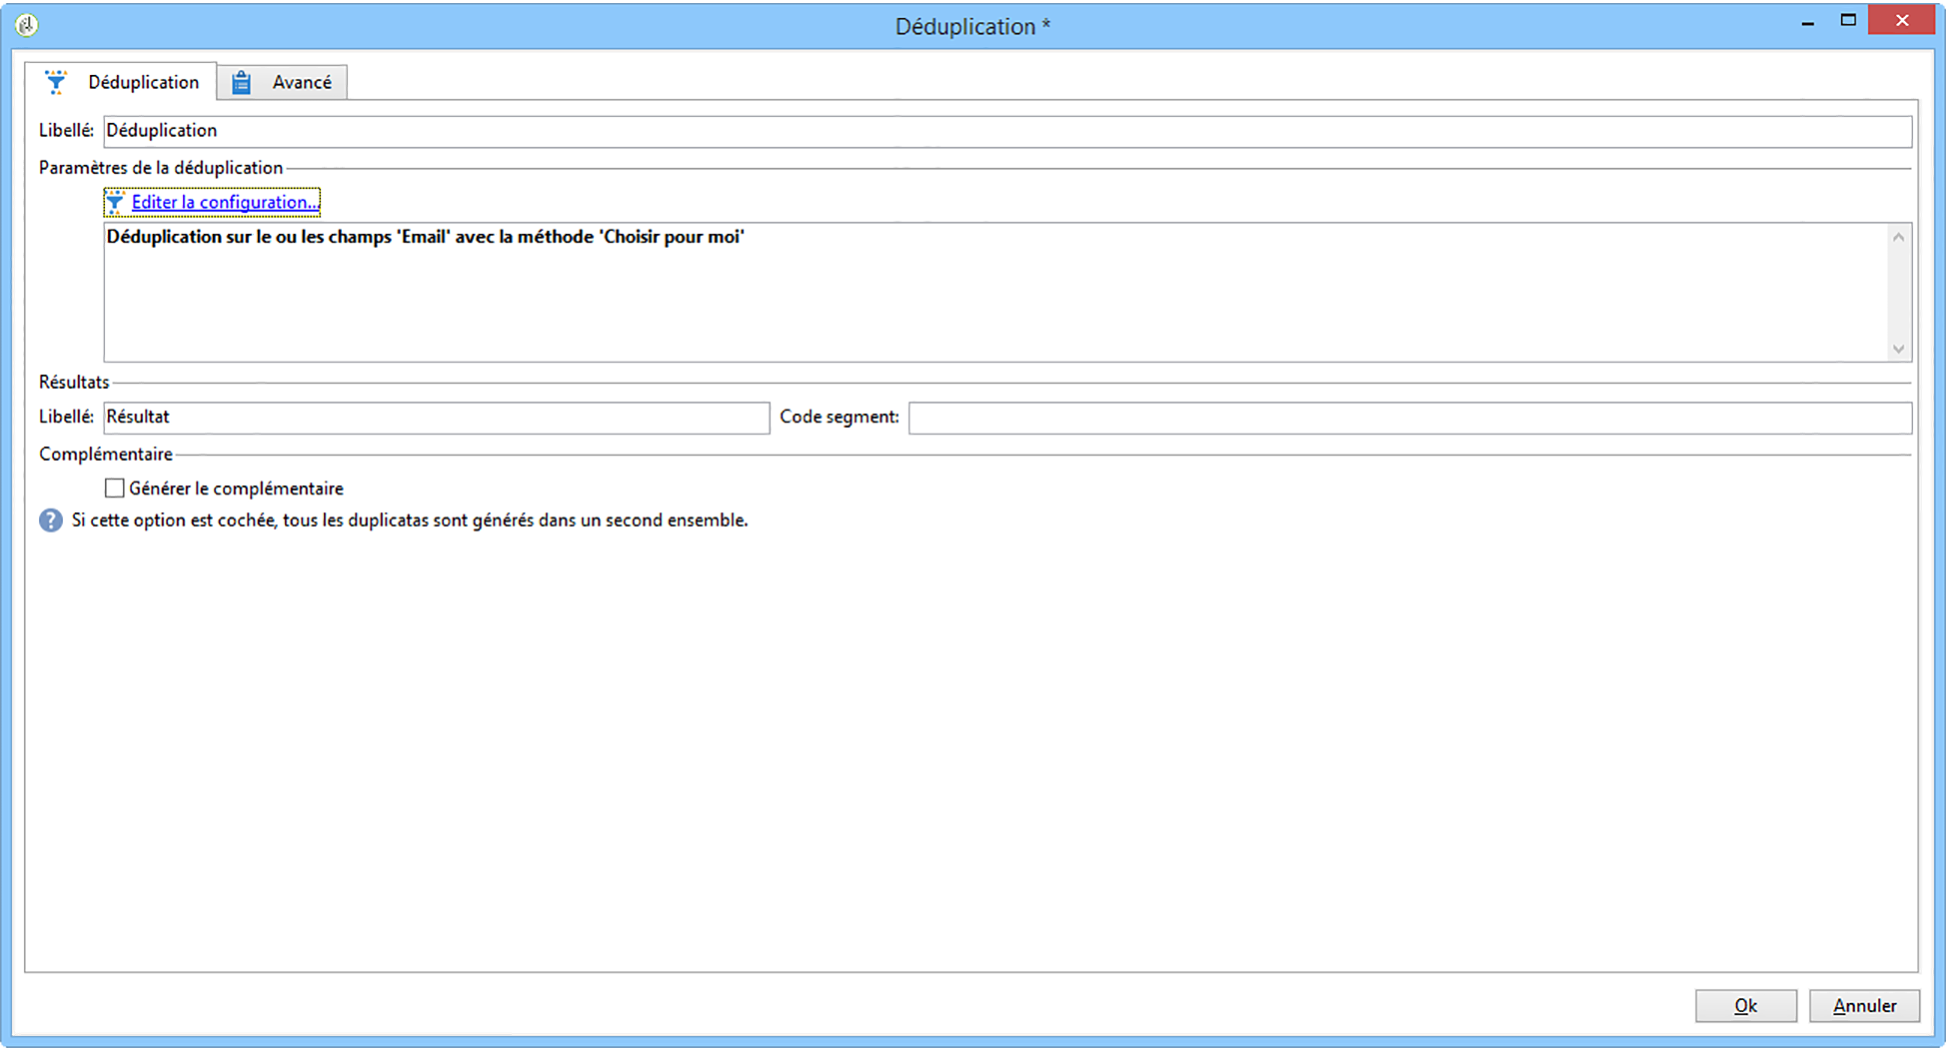 Déduplication *
Déduplication
Avancé
Libellé: Déduplication
Paramètres de la déduplication
Editer la configuration...
Déduplication sur le ou les champs 'Email' avec la méthode 'Choisir pour moi'
Résultats
Libellé: Résultat Code segment:
Complémentaire
Générer le complémentaire
? Si cette option est cochée, tous les duplicatas sont générés dans un second ensemble.
Ok Annuler